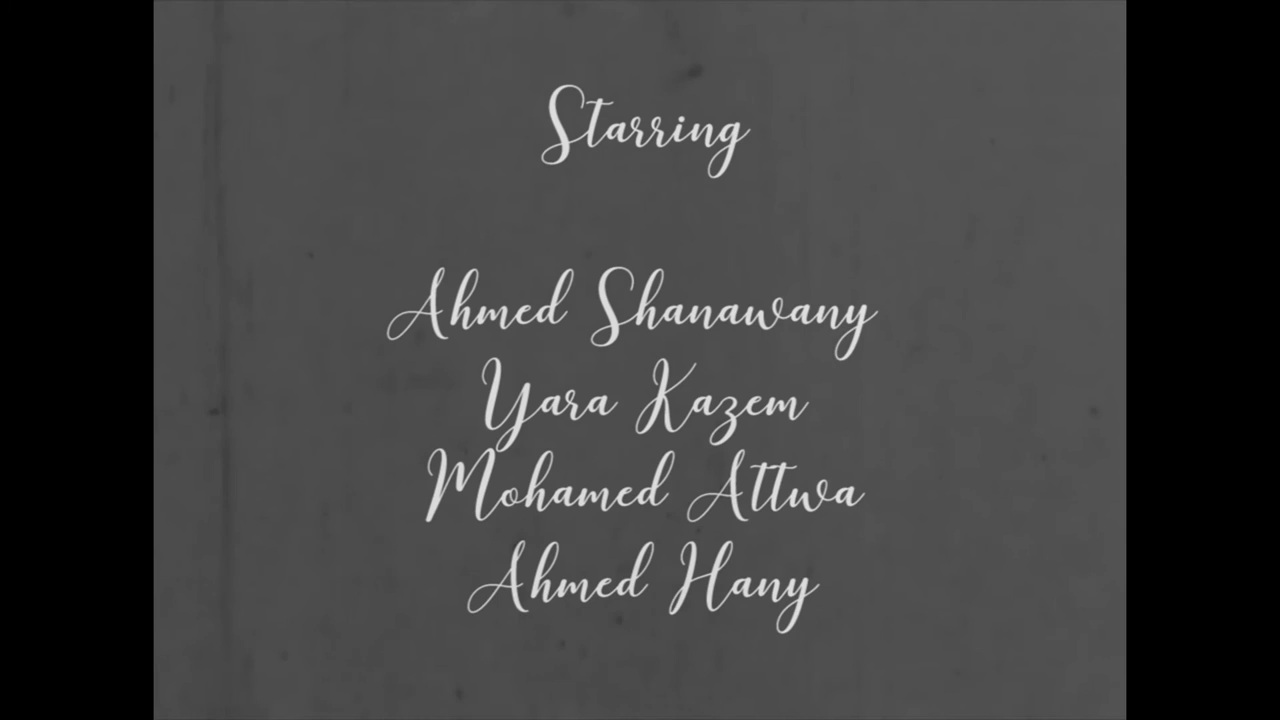 Starring
Ahmed Shanawany
Yara Kazem
Mohamed Attwa
Ahmed Hany